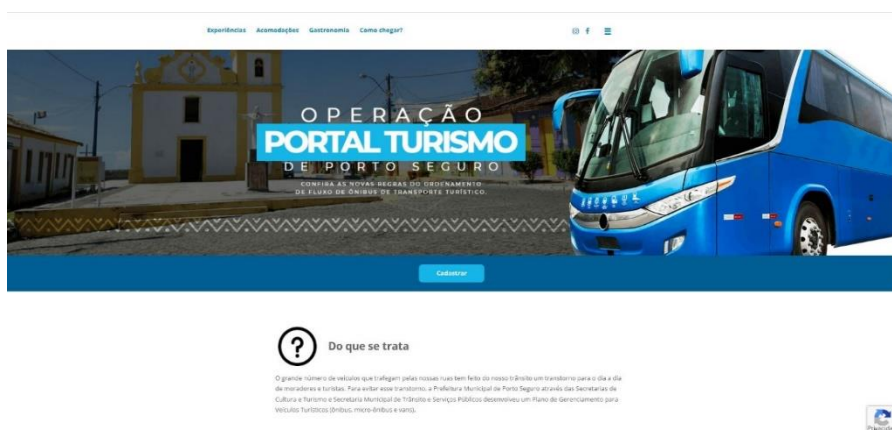 Experiências Acomodações Gastronomia Como chegar?
OPERAÇÃO
PORTAL TURISMO
DE PORTO SEGURO
CONFIRA AS NOVAS REGRAS DO ORDENAMENTO
DE FLUXO DE ÔNIBUS DE TRANSPORTE TURÍSTICO.
Cadastrar
? Do que se trata
O grande número de veículos que trafegam pelas nossas ruas tem feito do nosso trânsito um transtorno para o dia a dia
de moradores e turistas. Para evitar esse transtorno, a Prefeitura Municipal de Porto Seguro através das Secretarias de
Cultura e Turismo e Secretaria Municipal de Trânsito e Serviços Públicos desenvolveu um Plano de Gerenciamento para
Veículos Turísticos (ônibus, micro-ônibus e vans).